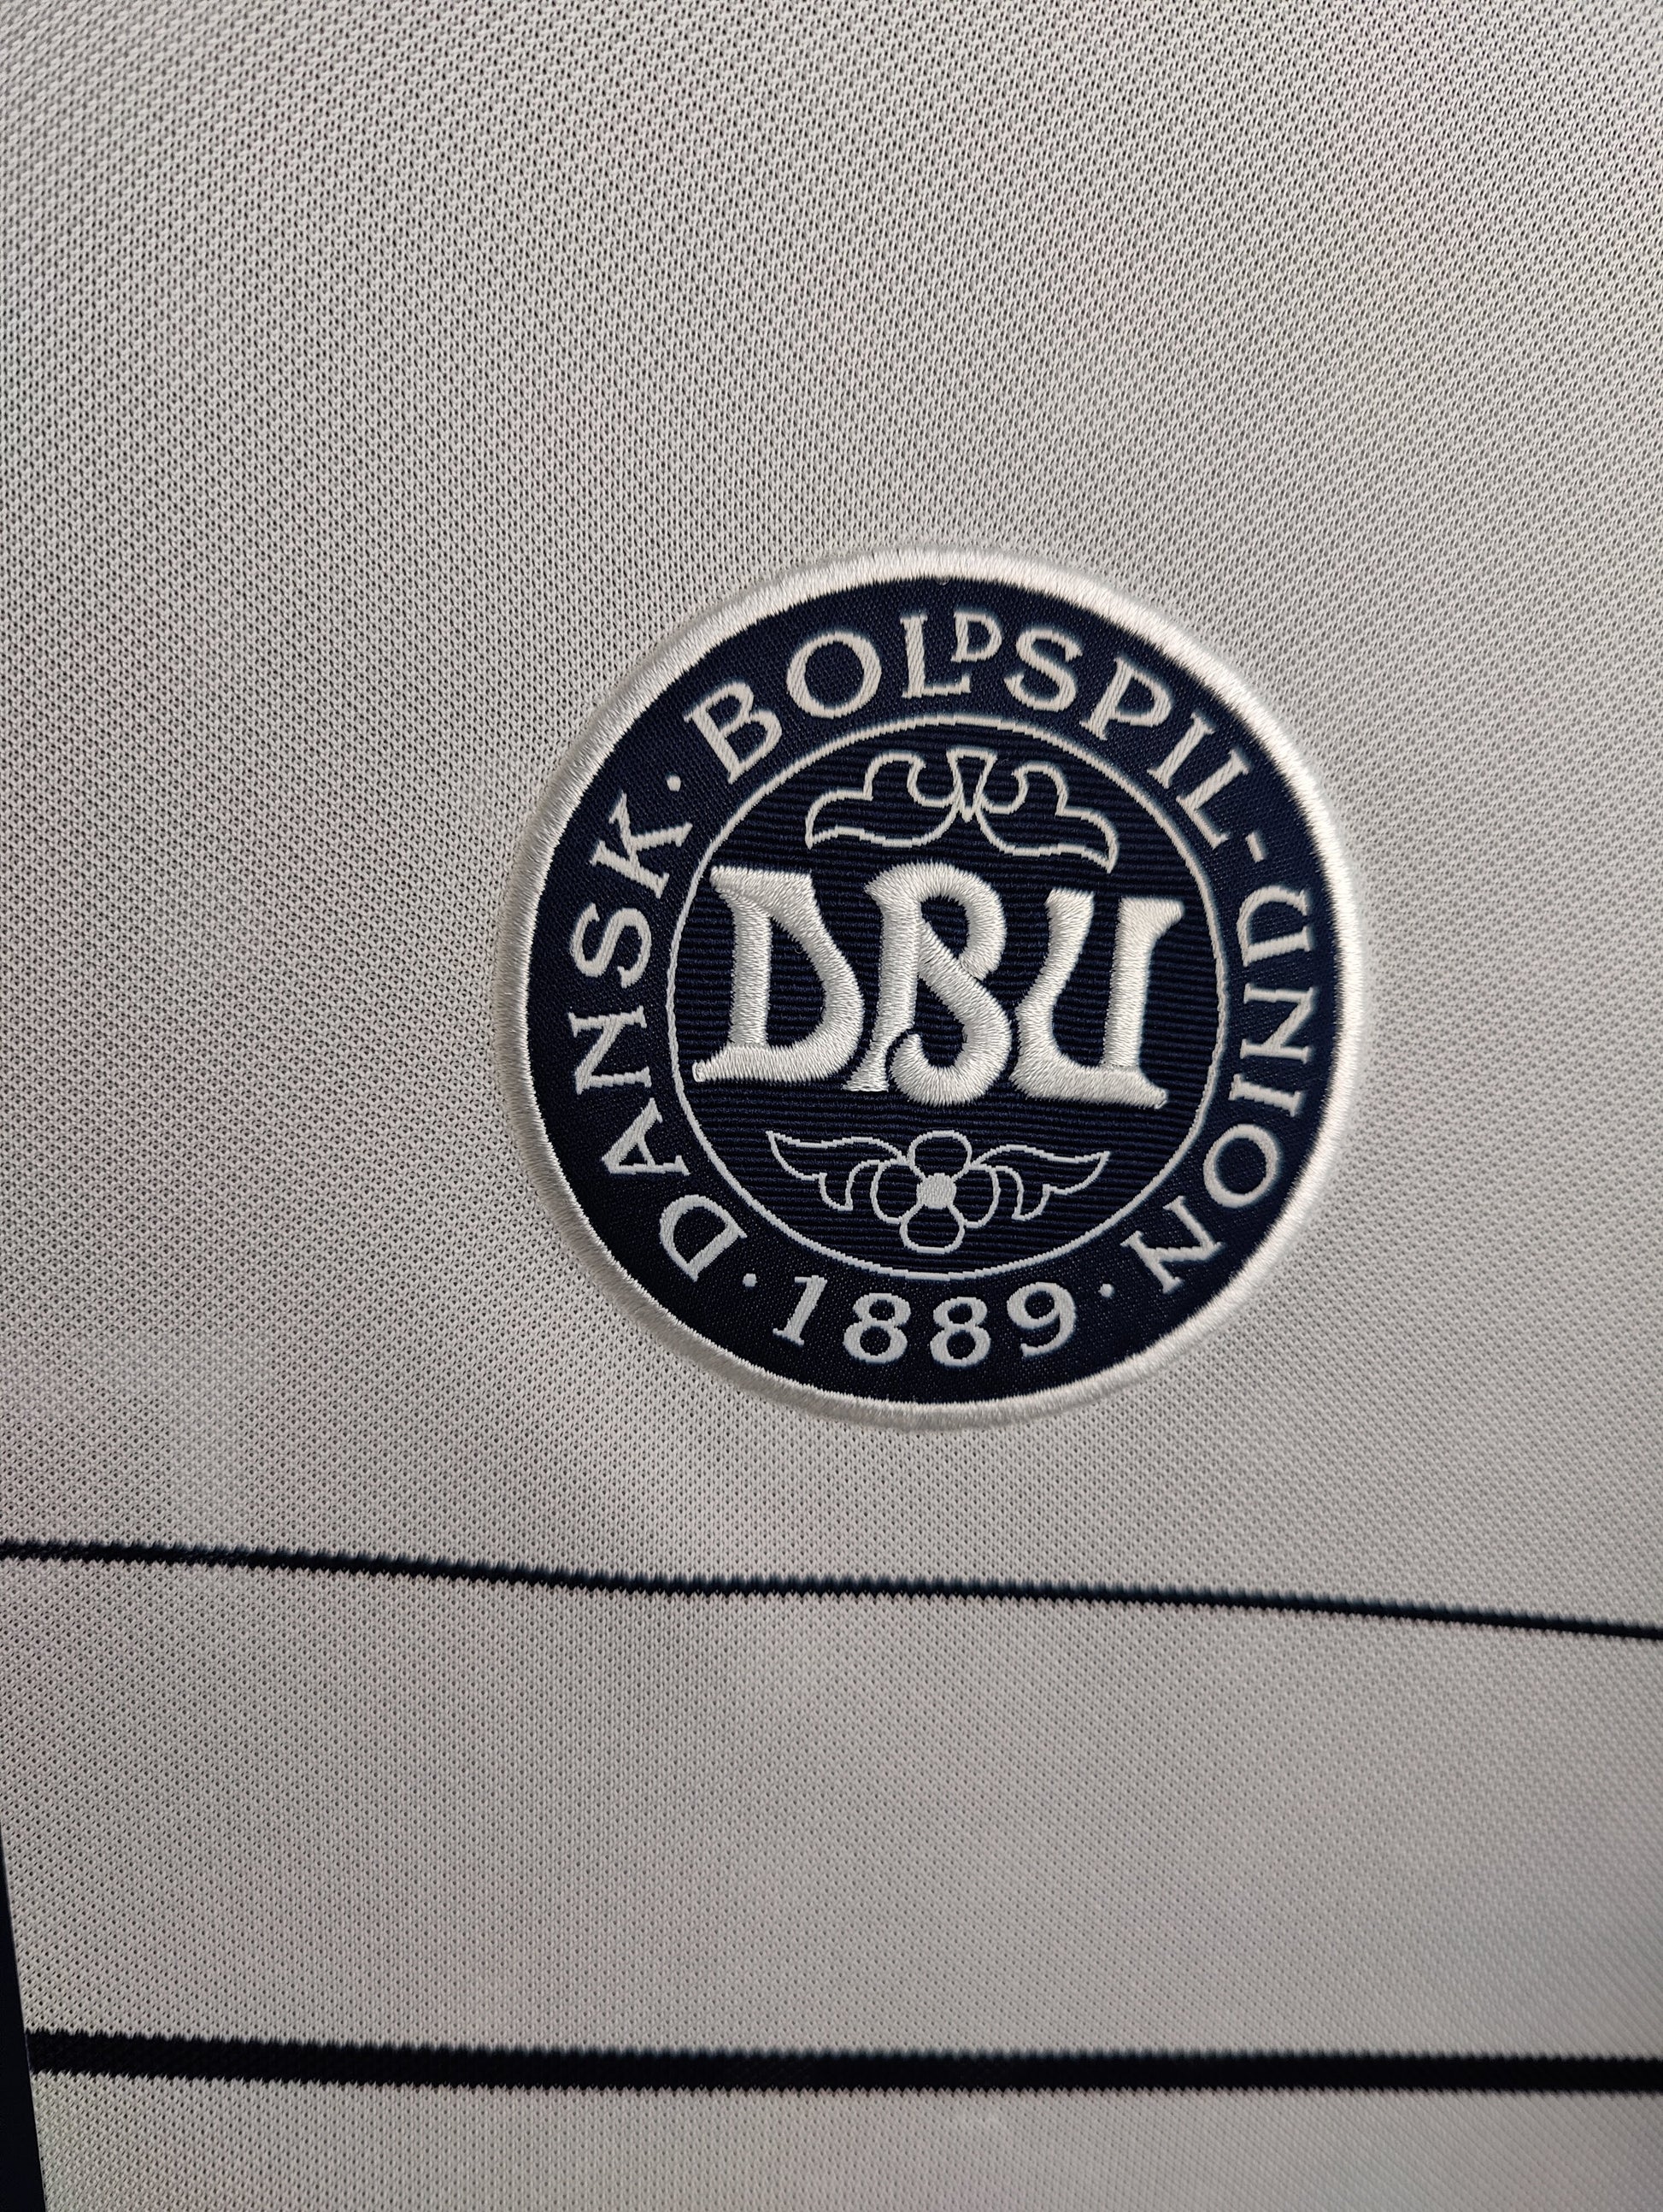 DANSK · BOLDSPIL-UNION
DBU
· 1889 ·